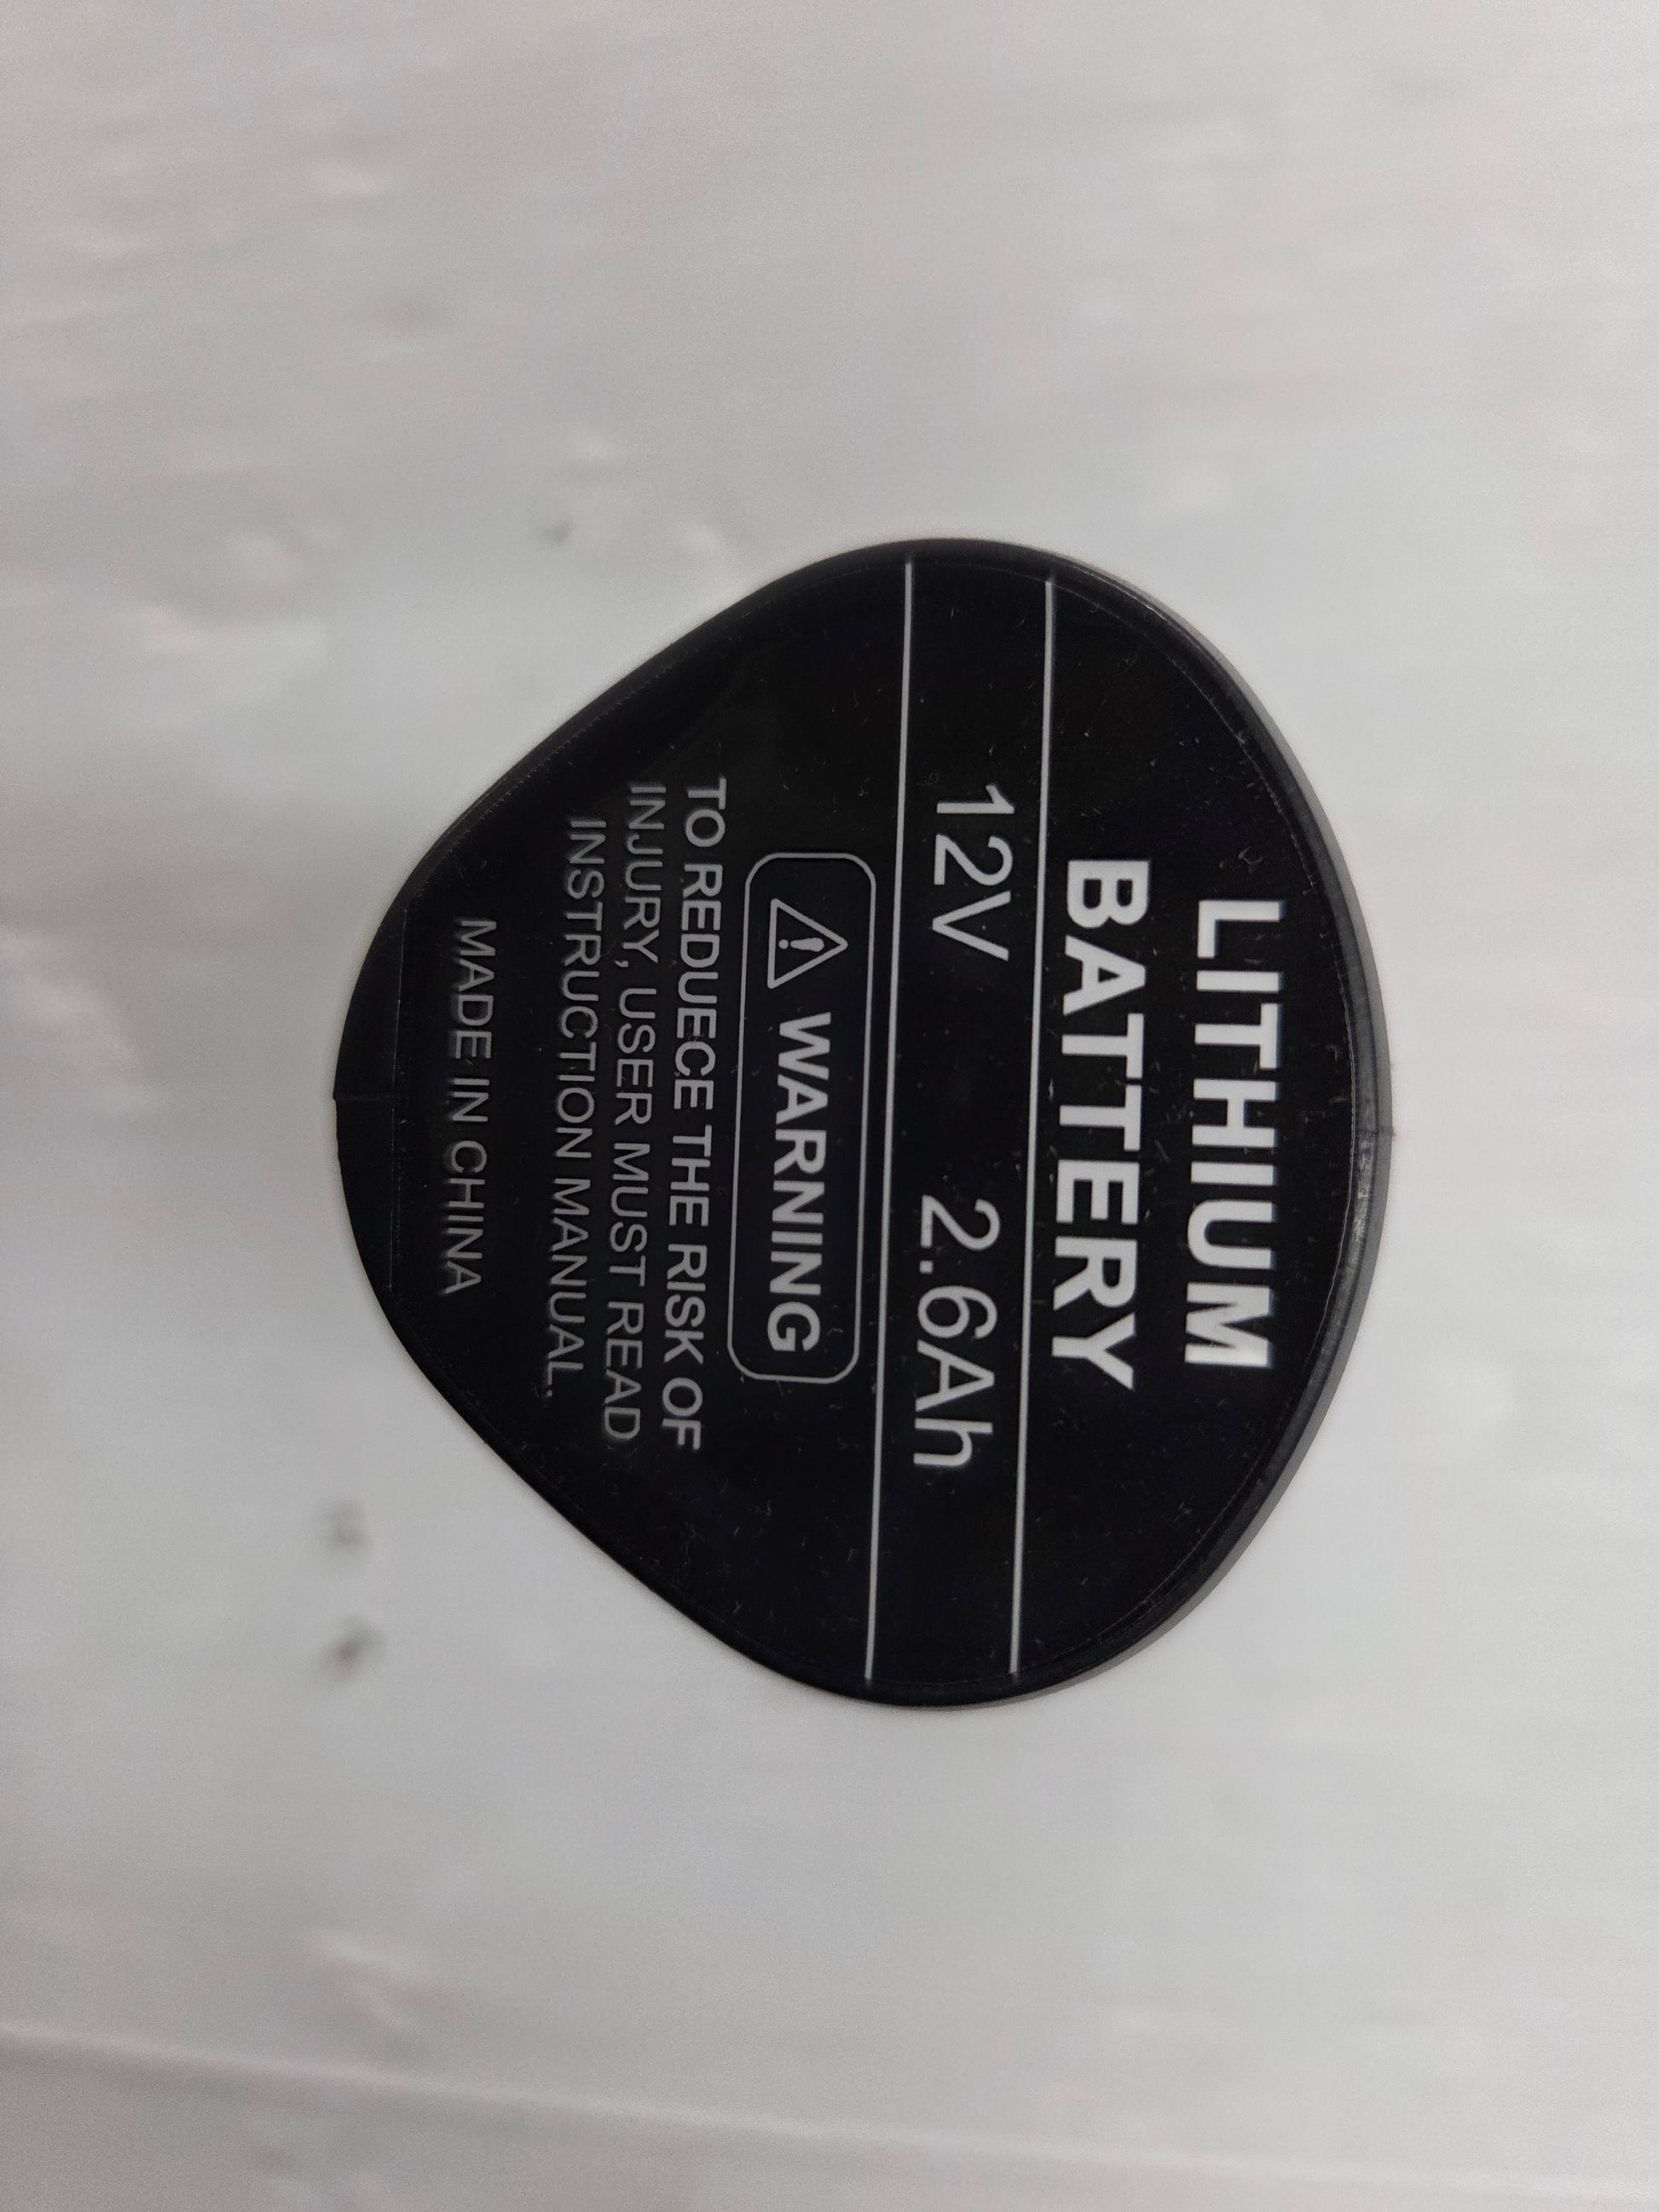 LITHIUM
BATTERY
12V 2.6Ah
WARNING
TO REDUECE THE RISK OF
INJURY, USER MUST READ
INSTRUCTION MANUAL,
MADE IN CHINA